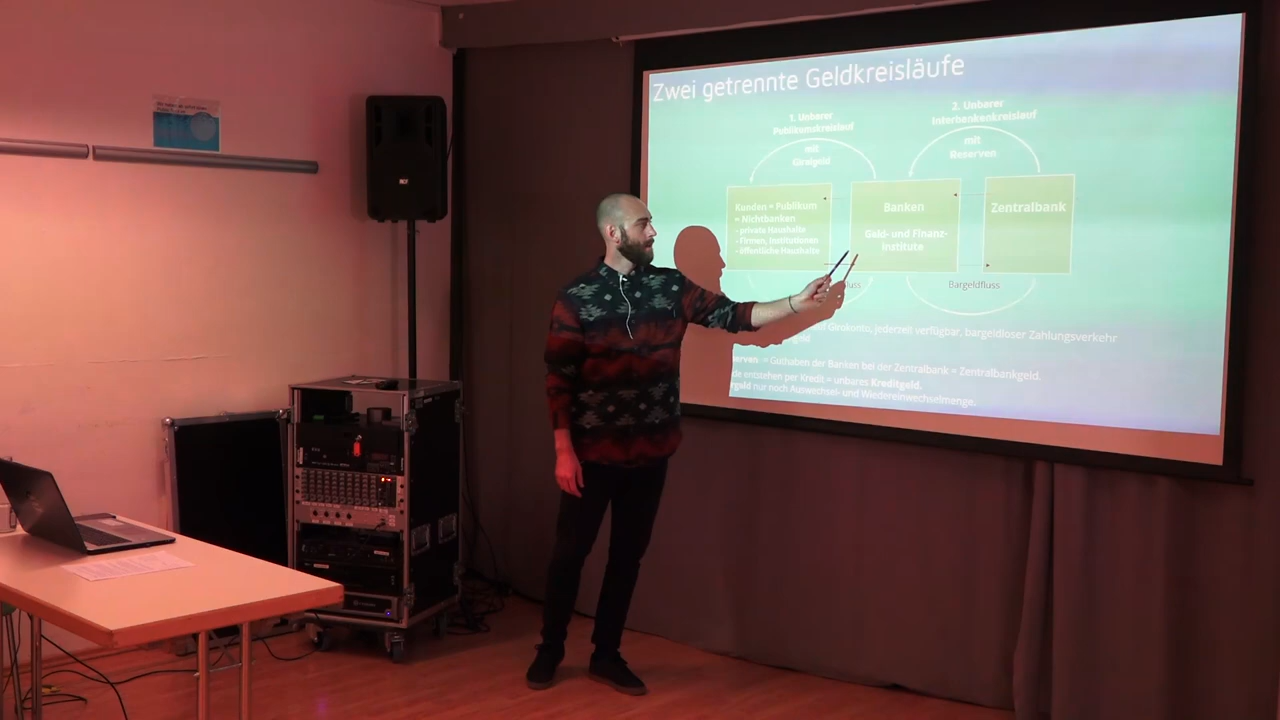 Zwei getrennte Geldkreisläufe
1. Unbarer
Publikumskreislauf
mit
Giralgeld
2. Unbarer
Interbankenkreislauf
mit
Reserven
Kunden = Publikum
= Nichtbanken
- private Haushalte
- Firmen, Institutionen
- öffentliche Haushalte
Banken
Geld- und Finanz-
institute
Zentralbank
Bargeldfluss
Girokonto, jederzeit verfügbar, bargeldloser Zahlungsverkehr
= Guthaben der Banken bei der Zentralbank = Zentralbankgeld.
entstehen per Kredit = unbares Kreditgeld.
nur noch Auswechsel- und Wiedereinwechselmenge.
RCF